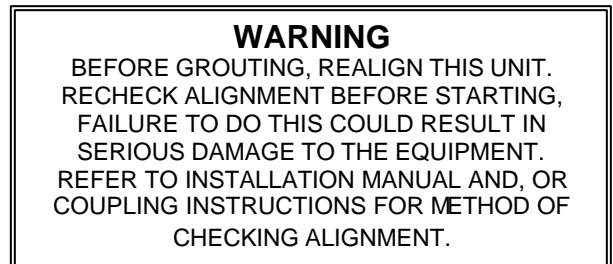 WARNING
BEFORE GROUTING, REALIGN THIS UNIT.
RECHECK ALIGNMENT BEFORE STARTING,
FAILURE TO DO THIS COULD RESULT IN
SERIOUS DAMAGE TO THE EQUIPMENT.
REFER TO INSTALLATION MANUAL AND, OR
COUPLING INSTRUCTIONS FOR METHOD OF
CHECKING ALIGNMENT.